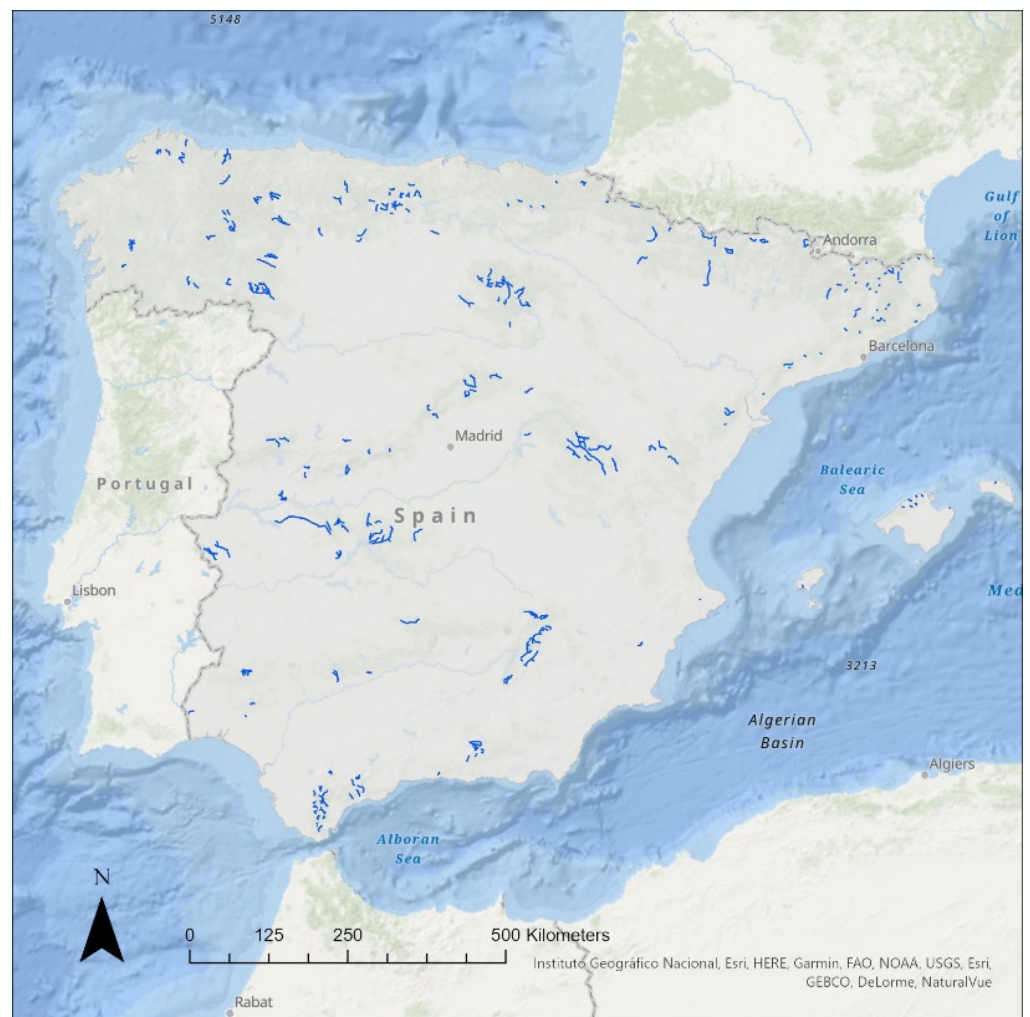 5148
Gulf
of
Lion
Andorra
Barcelona
Madrid
Portugal
Balearic
Sea
Spain
Lisbon
Med
3213
Algerian
Basin
Algiers
Alboran
Sea
N
0 125 250 500 Kilometers
Instituto Geográfico Nacional, Esri, HERE, Garmin, FAO, NOAA, USGS, Esri,
GEBCO, DeLorme, NaturalVue
Rabat